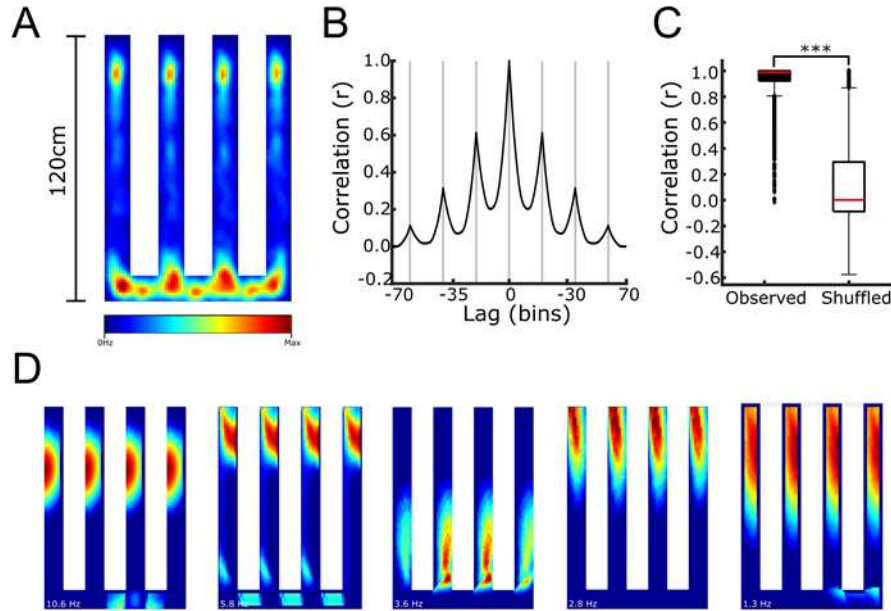 A
120cm
0Hz
Max
B
Correlation (r)
1.0
0.8
0.6
0.4
0.2
0.0
-0.2
-70
-35
0
-30
70
Lag (bins)
C
***
Correlation (r)
1.0
0.8
0.6
0.4
0.2
0.0
-0.2
-0.4
-0.6
Observed
Shuffled
D
10.6 Hz
5.8 Hz
3.6 Hz
2.8 Hz
1.3 Hz